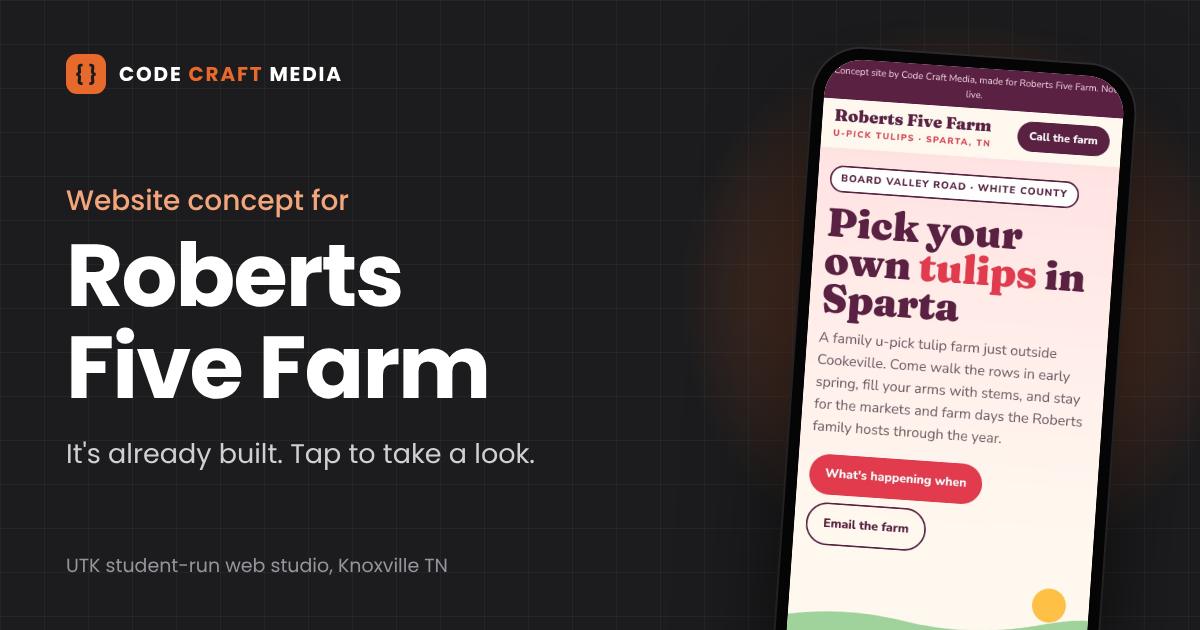 { } CODE CRAFT MEDIA
Website concept for
Roberts
Five Farm
It's already built. Tap to take a look.
UTK student-run web studio, Knoxville TN
Concept site by Code Craft Media, made for Roberts Five Farm. Not
live.
Roberts Five Farm
U-PICK TULIPS · SPARTA, TN
Call the farm
BOARD VALLEY ROAD · WHITE COUNTY
Pick your
own tulips in
Sparta
A family u-pick tulip farm just outside
Cookeville. Come walk the rows in early
spring, fill your arms with stems, and stay
for the markets and farm days the Roberts
family hosts through the year.
What's happening when
Email the farm